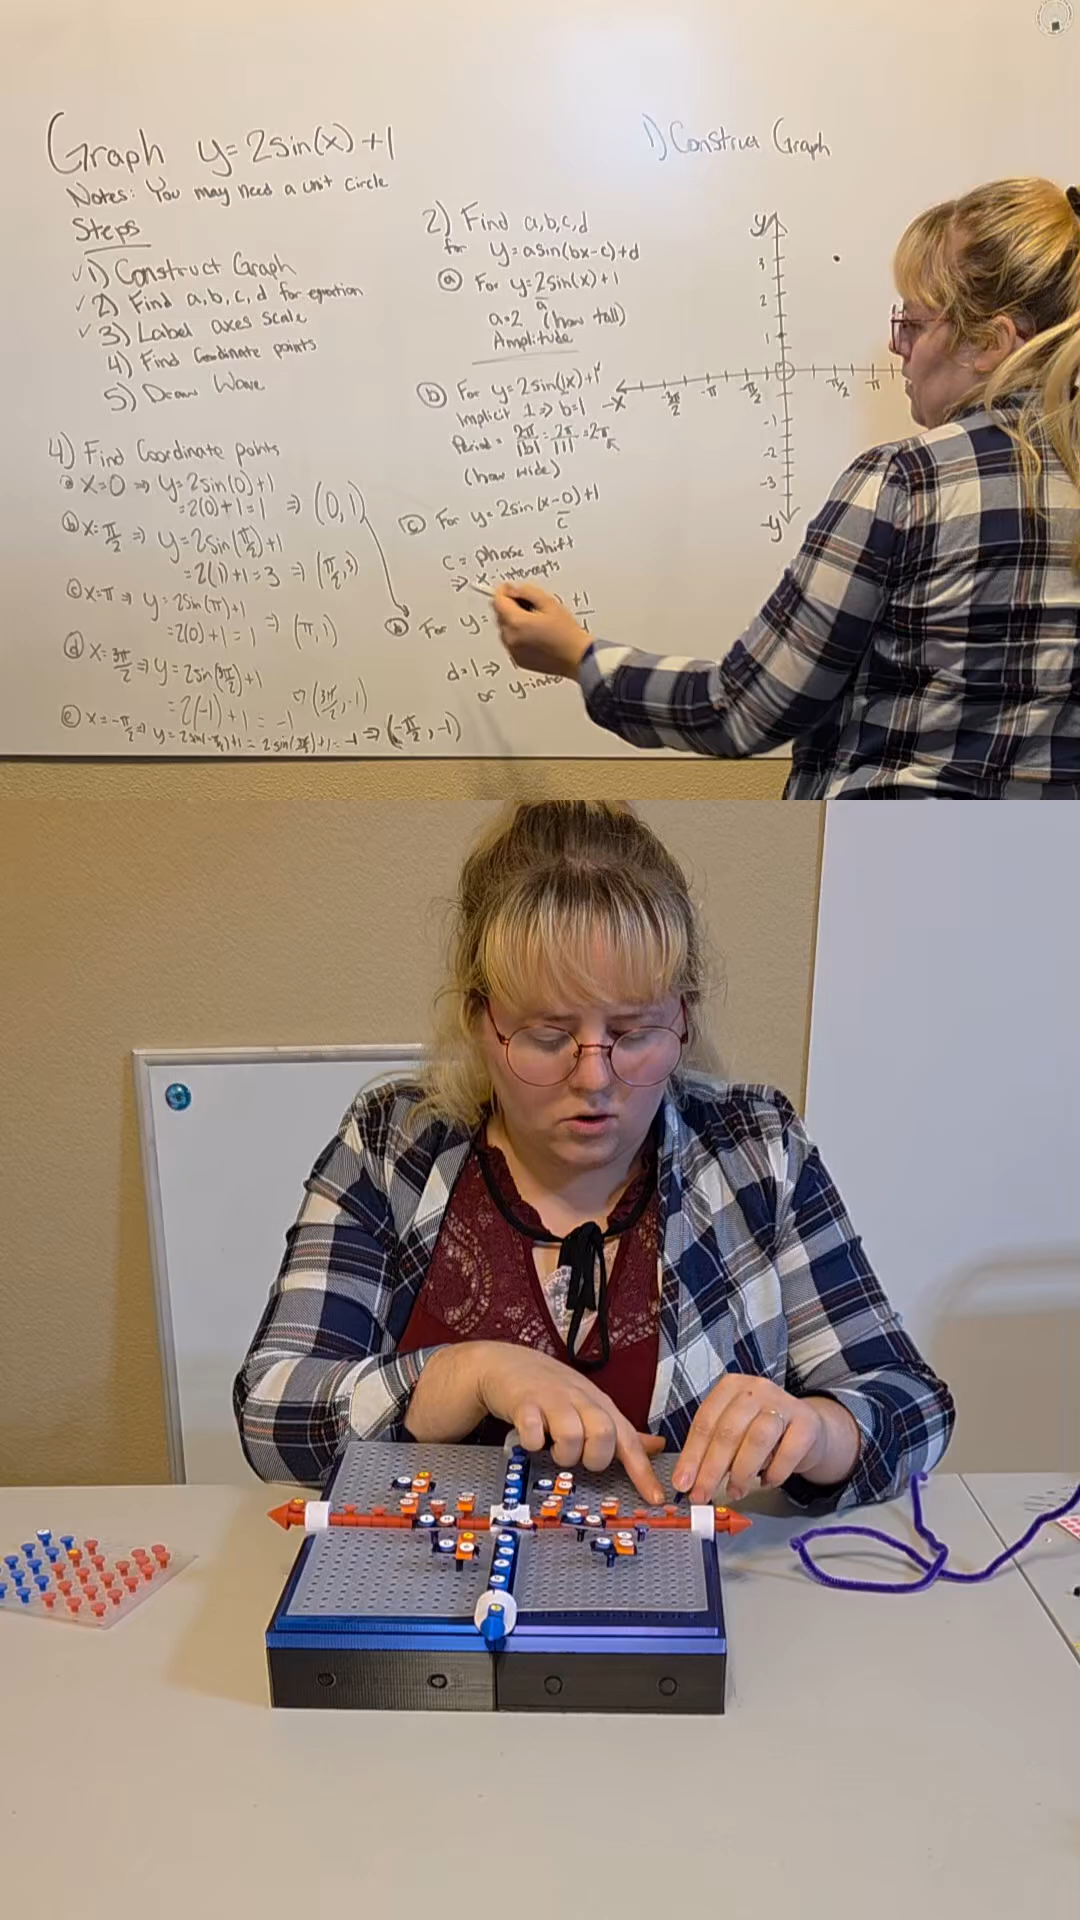 Graph y=2sin(x)+1
Notes: You may need a unit circle
Steps
✓1) Construct Graph
✓2) Find a,b,c,d for equation
✓3) Label axes scale
4) Find Coordinate points
5) Draw Wave
4) Find Coordinate points
ⓐ x=0 ⇒ y=2sin(0)+1
=2(0)+1=1 ⇒ (0,1)
ⓑ x=π/2 ⇒ y=2sin(π/2)+1
=2(1)+1=3 ⇒ (π/2,3)
ⓒ x=π ⇒ y=2sin(π)+1
=2(0)+1=1 ⇒ (π,1)
ⓓ x=3π/2 ⇒ y=2sin(3π/2)+1
=2(-1)+1=-1 ⇒ (3π/2,-1)
ⓔ x=-π/2 ⇒ y=2sin(-π/2)+1=2sin(3π/2)+1=-1 ⇒ (-π/2,-1)
2) Find a,b,c,d
for y=asin(bx-c)+d
ⓐ For y=2sin(x)+1
a
a=2 (how tall)
Amplitude
ⓑ For y=2sin(1x)+1
Implicit 1 ⇒ b=1
Period = 2π/|b| = 2π/|1| = 2π
(how wide)
ⓒ For y=2sin(x-0)+1
c
c = phase shift
⇒ x-intercepts
For y= +1
d=1 ⇒
or y-inte
1) Construct Graph
y
3
2
1
-x -3π/2 -π -π/2 π/2 π
-1
-2
-3
-y